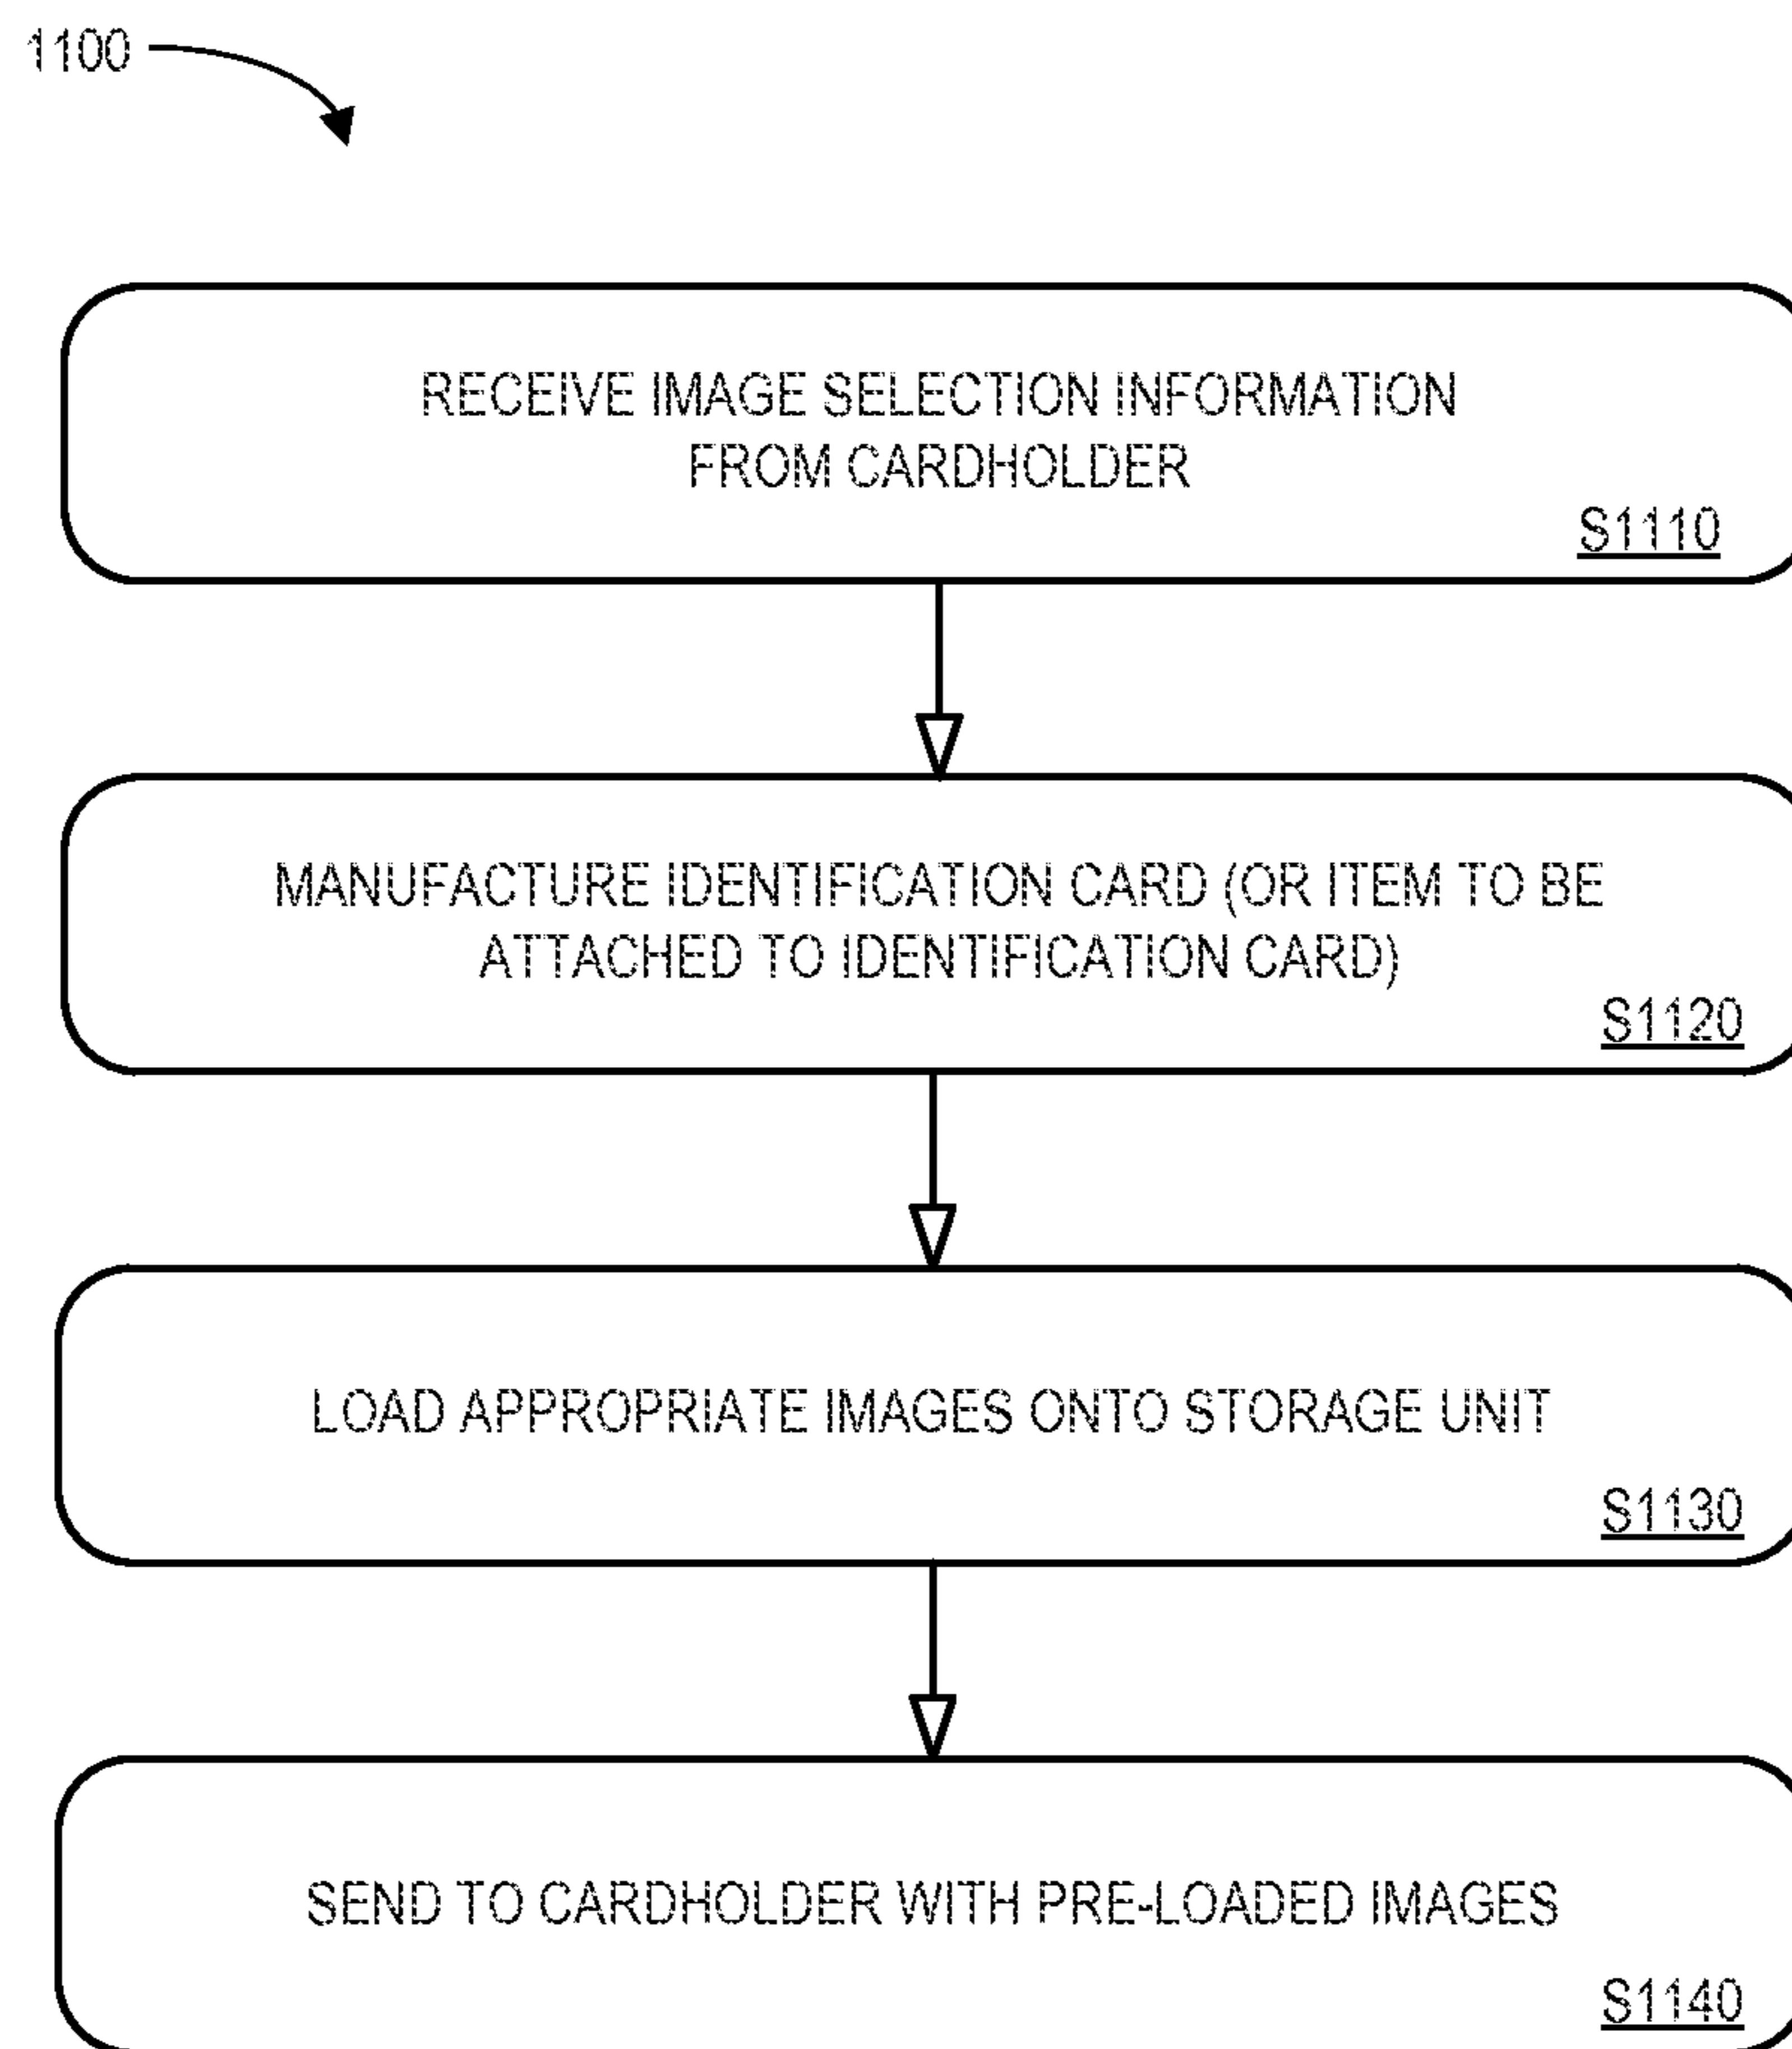 1100
RECEIVE IMAGE SELECTION INFORMATION
FROM CARDHOLDER
S1110
MANUFACTURE IDENTIFICATION CARD (OR ITEM TO BE
ATTACHED TO IDENTIFICATION CARD)
S1120
LOAD APPROPRIATE IMAGES ONTO STORAGE UNIT
S1130
SEND TO CARDHOLDER WITH PRE-LOADED IMAGES
S1140